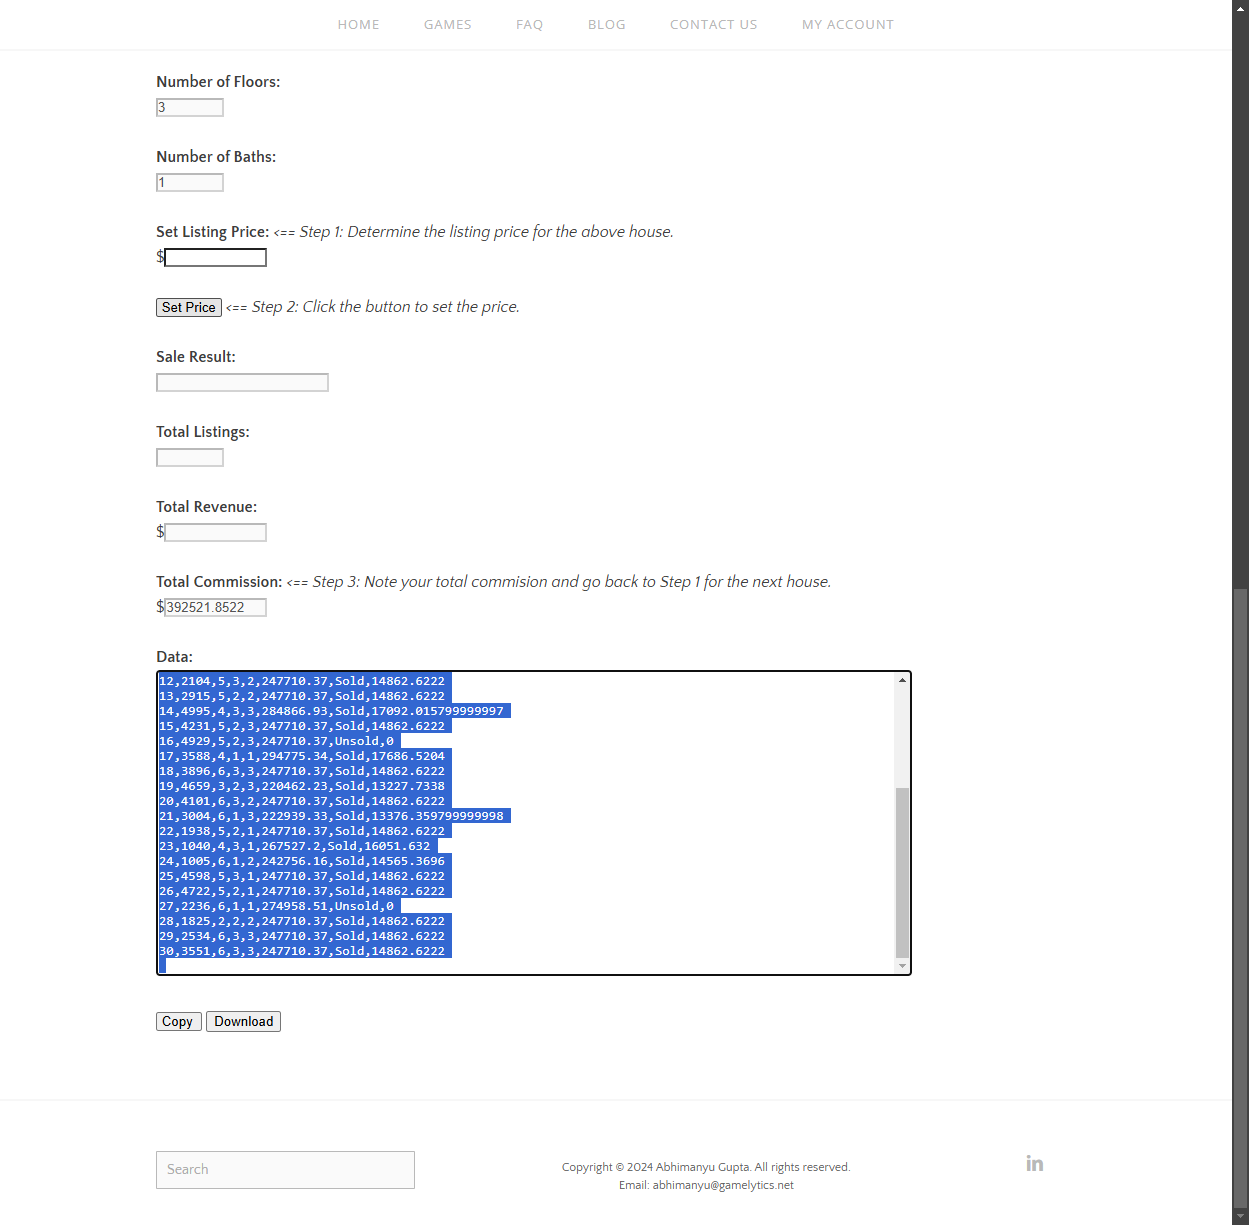 HOME GAMES FAQ BLOG CONTACT US MY ACCOUNT
Number of Floors:
3
Number of Baths:
1
Set Listing Price: <== Step 1: Determine the listing price for the above house.
$
Set Price <== Step 2: Click the button to set the price.
Sale Result:
Total Listings:
Total Revenue:
$
Total Commission: <== Step 3: Note your total commision and go back to Step 1 for the next house.
$392521.8522
Data:
12,2104,5,3,2,247710.37,Sold,14862.6222
13,2915,5,2,2,247710.37,Sold,14862.6222
14,4995,4,3,3,284866.93,Sold,17092.015799999997
15,4231,5,2,3,247710.37,Sold,14862.6222
16,4929,5,2,3,247710.37,Unsold,0
17,3588,4,1,1,294775.34,Sold,17686.5204
18,3896,6,3,3,247710.37,Sold,14862.6222
19,4659,3,2,3,220462.23,Sold,13227.7338
20,4101,6,3,2,247710.37,Sold,14862.6222
21,3004,6,1,3,222939.33,Sold,13376.359799999998
22,1938,5,2,1,247710.37,Sold,14862.6222
23,1040,4,3,1,267527.2,Sold,16051.632
24,1005,6,1,2,242756.16,Sold,14565.3696
25,4598,5,3,1,247710.37,Sold,14862.6222
26,4722,5,2,1,247710.37,Sold,14862.6222
27,2236,6,1,1,274958.51,Unsold,0
28,1825,2,2,2,247710.37,Sold,14862.6222
29,2534,6,3,3,247710.37,Sold,14862.6222
30,3551,6,3,3,247710.37,Sold,14862.6222
Copy Download
Search
Copyright © 2024 Abhimanyu Gupta. All rights reserved.
Email: abhimanyu@gamelytics.net
in